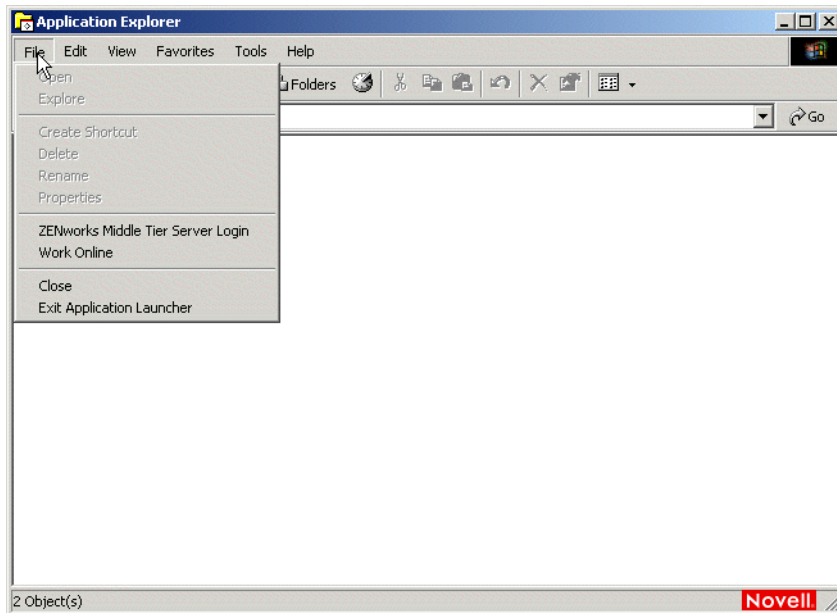 Application Explorer
File Edit View Favorites Tools Help
Open
Folders
Explore
Go
Create Shortcut
Delete
Rename
Properties
ZENworks Middle Tier Server Login
Work Online
Close
Exit Application Launcher
2 Object(s)
Novell.